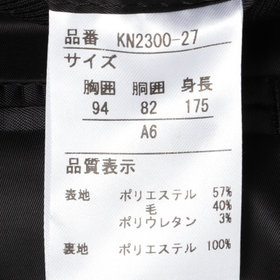 品番 KN2300-27
サイズ
胸囲 胴囲 身長
94 82 175
A6
品質表示
表地 ポリエステル 57%
毛 40%
ポリウレタン 3%
裏地 ポリエステル 100%